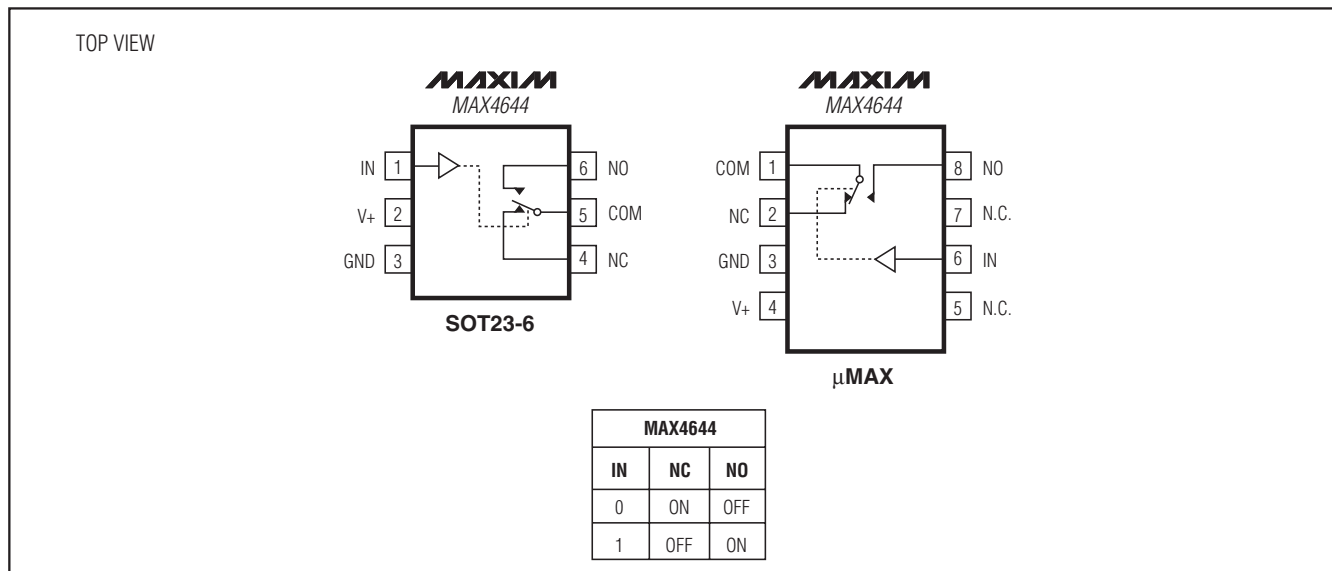 TOP VIEW
MAXIM
MAX4644
IN 1
V+ 2
GND 3
6 NO
5 COM
4 NC
SOT23-6
MAXIM
MAX4644
COM 1
NC 2
GND 3
V+ 4
8 NO
7 N.C.
6 IN
5 N.C.
μMAX
MAX4644
IN NC NO
0 ON OFF
1 OFF ON